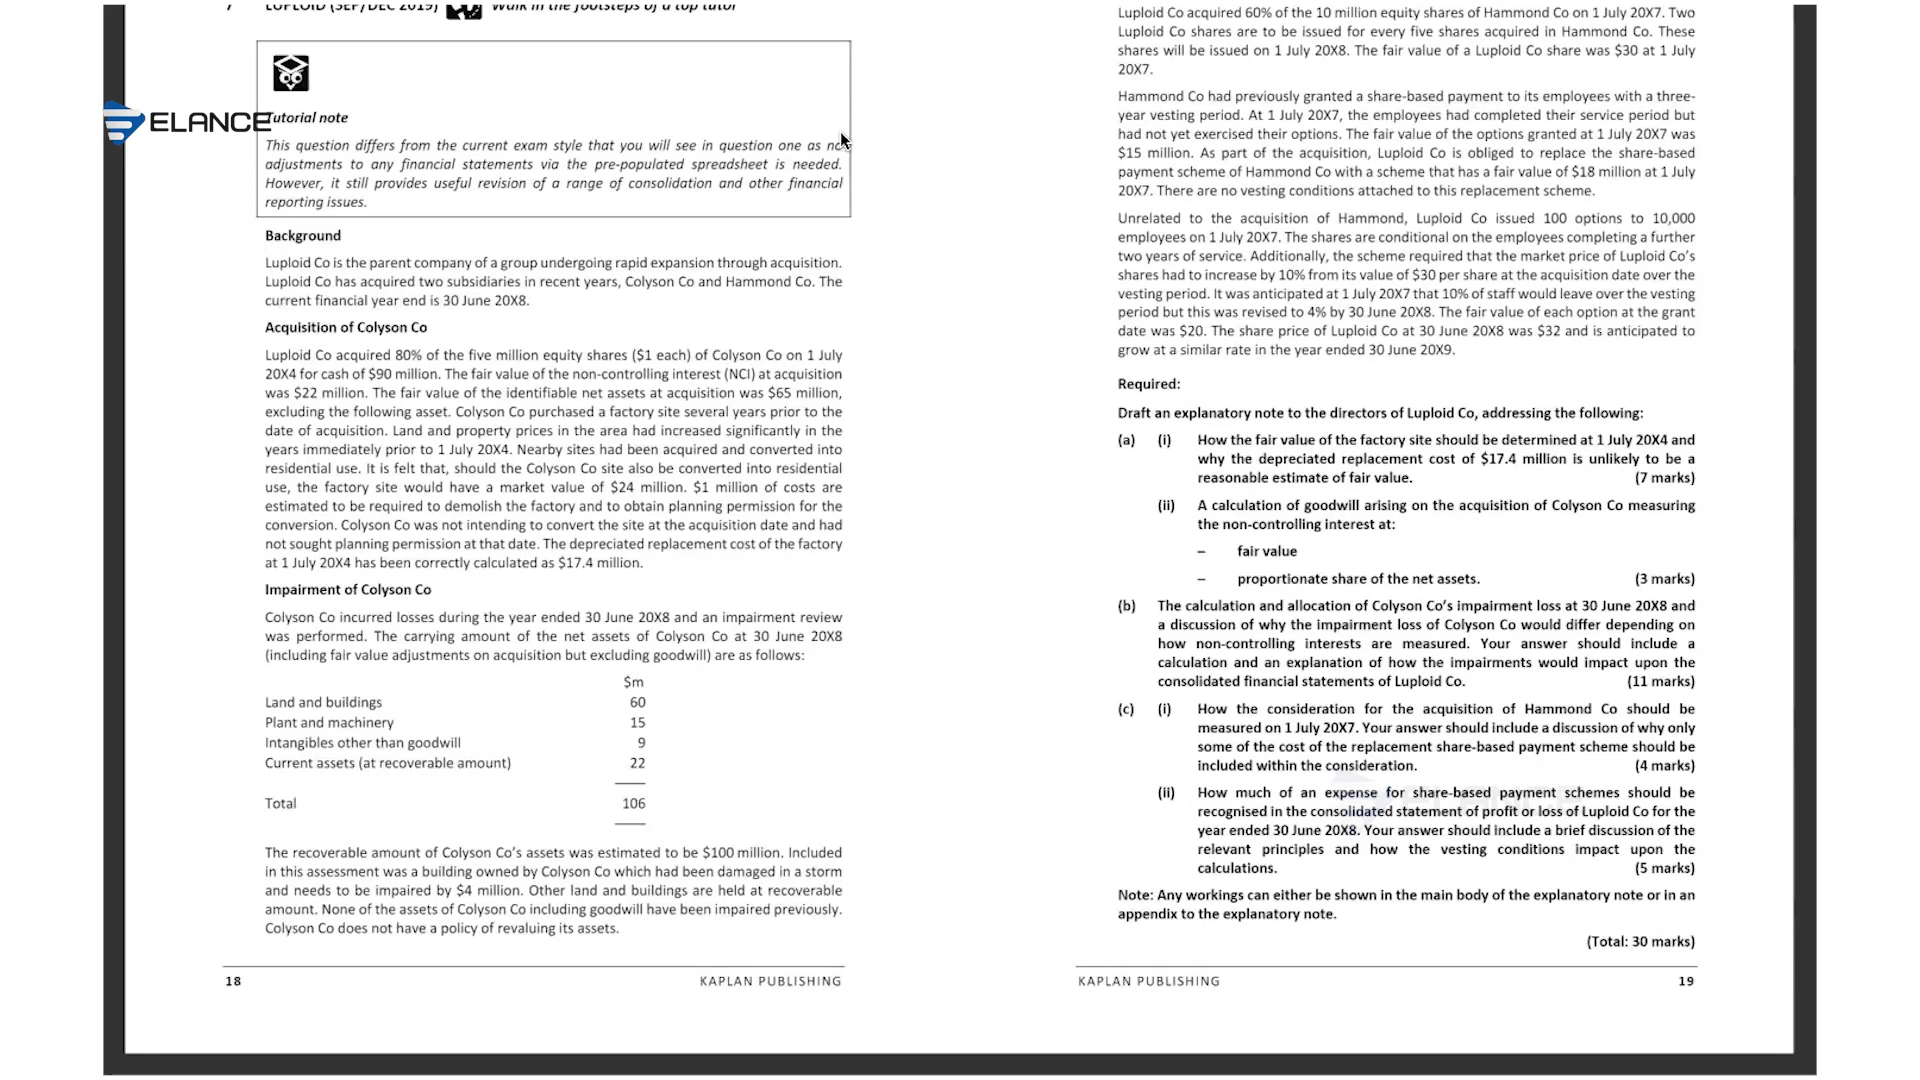 7 LUPLOID (SEP/DEC 2019) Walk in the footsteps of a top tutor
ELANCE
Tutorial note
This question differs from the current exam style that you will see in question one as no
adjustments to any financial statements via the pre-populated spreadsheet is needed.
However, it still provides useful revision of a range of consolidation and other financial
reporting issues.
Background
Luploid Co is the parent company of a group undergoing rapid expansion through acquisition.
Luploid Co has acquired two subsidiaries in recent years, Colyson Co and Hammond Co. The
current financial year end is 30 June 20X8.
Acquisition of Colyson Co
Luploid Co acquired 80% of the five million equity shares ($1 each) of Colyson Co on 1 July
20X4 for cash of $90 million. The fair value of the non-controlling interest (NCI) at acquisition
was $22 million. The fair value of the identifiable net assets at acquisition was $65 million,
excluding the following asset. Colyson Co purchased a factory site several years prior to the
date of acquisition. Land and property prices in the area had increased significantly in the
years immediately prior to 1 July 20X4. Nearby sites had been acquired and converted into
residential use. It is felt that, should the Colyson Co site also be converted into residential
use, the factory site would have a market value of $24 million. $1 million of costs are
estimated to be required to demolish the factory and to obtain planning permission for the
conversion. Colyson Co was not intending to convert the site at the acquisition date and had
not sought planning permission at that date. The depreciated replacement cost of the factory
at 1 July 20X4 has been correctly calculated as $17.4 million.
Impairment of Colyson Co
Colyson Co incurred losses during the year ended 30 June 20X8 and an impairment review
was performed. The carrying amount of the net assets of Colyson Co at 30 June 20X8
(including fair value adjustments on acquisition but excluding goodwill) are as follows:
$m
Land and buildings 60
Plant and machinery 15
Intangibles other than goodwill 9
Current assets (at recoverable amount) 22
Total 106
The recoverable amount of Colyson Co's assets was estimated to be $100 million. Included
in this assessment was a building owned by Colyson Co which had been damaged in a storm
and needs to be impaired by $4 million. Other land and buildings are held at recoverable
amount. None of the assets of Colyson Co including goodwill have been impaired previously.
Colyson Co does not have a policy of revaluing its assets.
18 KAPLAN PUBLISHING
Luploid Co acquired 60% of the 10 million equity shares of Hammond Co on 1 July 20X7. Two
Luploid Co shares are to be issued for every five shares acquired in Hammond Co. These
shares will be issued on 1 July 20X8. The fair value of a Luploid Co share was $30 at 1 July
20X7.
Hammond Co had previously granted a share-based payment to its employees with a three-
year vesting period. At 1 July 20X7, the employees had completed their service period but
had not yet exercised their options. The fair value of the options granted at 1 July 20X7 was
$15 million. As part of the acquisition, Luploid Co is obliged to replace the share-based
payment scheme of Hammond Co with a scheme that has a fair value of $18 million at 1 July
20X7. There are no vesting conditions attached to this replacement scheme.
Unrelated to the acquisition of Hammond, Luploid Co issued 100 options to 10,000
employees on 1 July 20X7. The shares are conditional on the employees completing a further
two years of service. Additionally, the scheme required that the market price of Luploid Co's
shares had to increase by 10% from its value of $30 per share at the acquisition date over the
vesting period. It was anticipated at 1 July 20X7 that 10% of staff would leave over the vesting
period but this was revised to 4% by 30 June 20X8. The fair value of each option at the grant
date was $20. The share price of Luploid Co at 30 June 20X8 was $32 and is anticipated to
grow at a similar rate in the year ended 30 June 20X9.
Required:
Draft an explanatory note to the directors of Luploid Co, addressing the following:
(a) (i) How the fair value of the factory site should be determined at 1 July 20X4 and
why the depreciated replacement cost of $17.4 million is unlikely to be a
reasonable estimate of fair value. (7 marks)
(ii) A calculation of goodwill arising on the acquisition of Colyson Co measuring
the non-controlling interest at:
– fair value
– proportionate share of the net assets. (3 marks)
(b) The calculation and allocation of Colyson Co's impairment loss at 30 June 20X8 and
a discussion of why the impairment loss of Colyson Co would differ depending on
how non-controlling interests are measured. Your answer should include a
calculation and an explanation of how the impairments would impact upon the
consolidated financial statements of Luploid Co. (11 marks)
(c) (i) How the consideration for the acquisition of Hammond Co should be
measured on 1 July 20X7. Your answer should include a discussion of why only
some of the cost of the replacement share-based payment scheme should be
included within the consideration. (4 marks)
(ii) How much of an expense for share-based payment schemes should be
recognised in the consolidated statement of profit or loss of Luploid Co for the
year ended 30 June 20X8. Your answer should include a brief discussion of the
relevant principles and how the vesting conditions impact upon the
calculations. (5 marks)
Note: Any workings can either be shown in the main body of the explanatory note or in an
appendix to the explanatory note.
(Total: 30 marks)
KAPLAN PUBLISHING 19